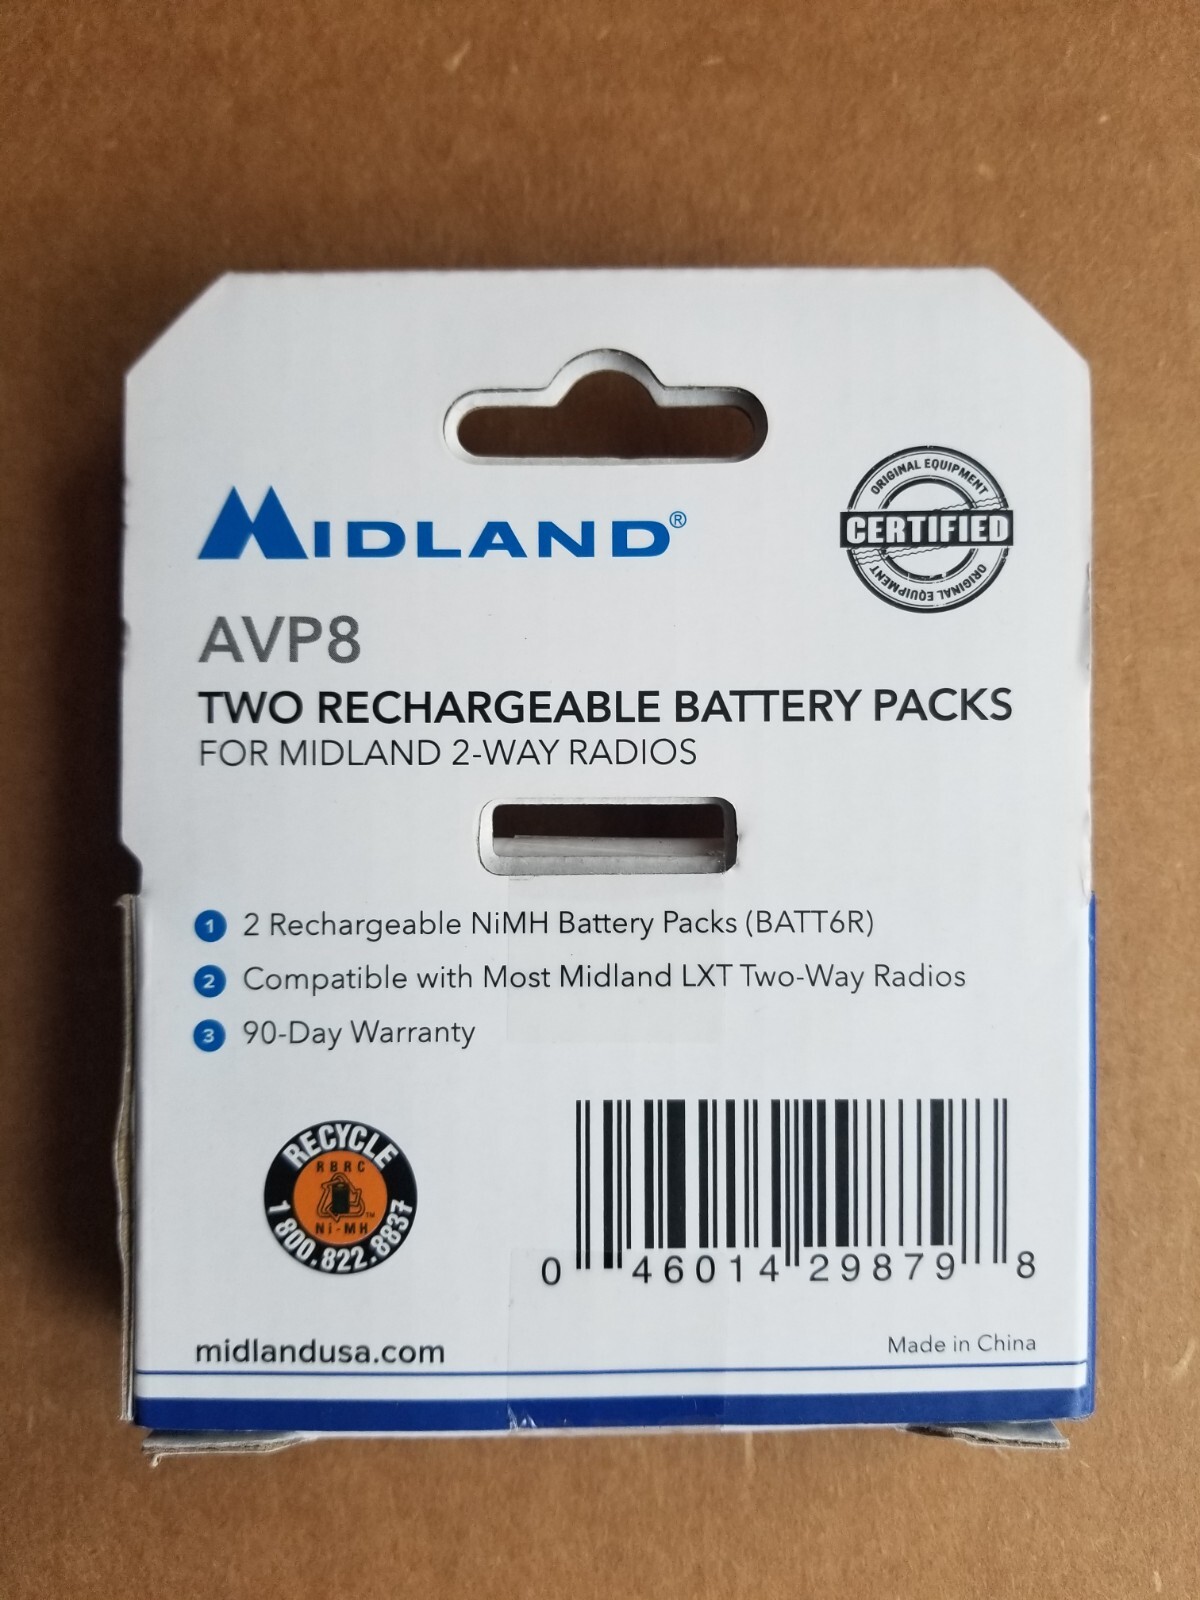 MIDLAND®
ORIGINAL EQUIPMENT
CERTIFIED
ORIGINAL EQUIPMENT
AVP8
TWO RECHARGEABLE BATTERY PACKS
FOR MIDLAND 2-WAY RADIOS
1 2 Rechargeable NiMH Battery Packs (BATT6R)
2 Compatible with Most Midland LXT Two-Way Radios
3 90-Day Warranty
RECYCLE
RBRC
TM
Ni-MH
1 800.822.8837
0 46014 29879 8
midlandusa.com
Made in China